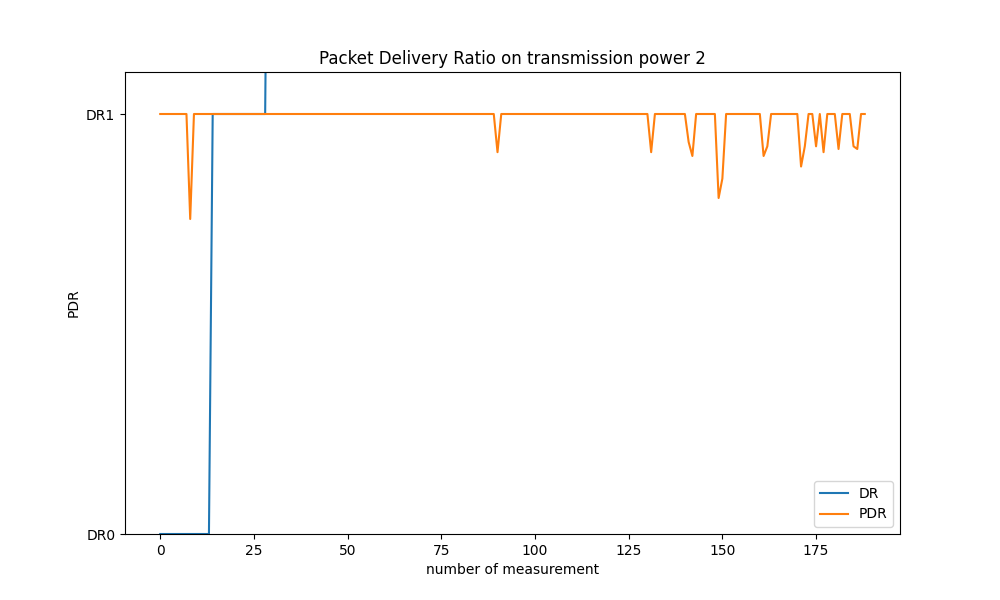 Packet Delivery Ratio on transmission power 2
DR1
PDR
DR0
0 25 50 75 100 125 150 175
number of measurement
DR
PDR